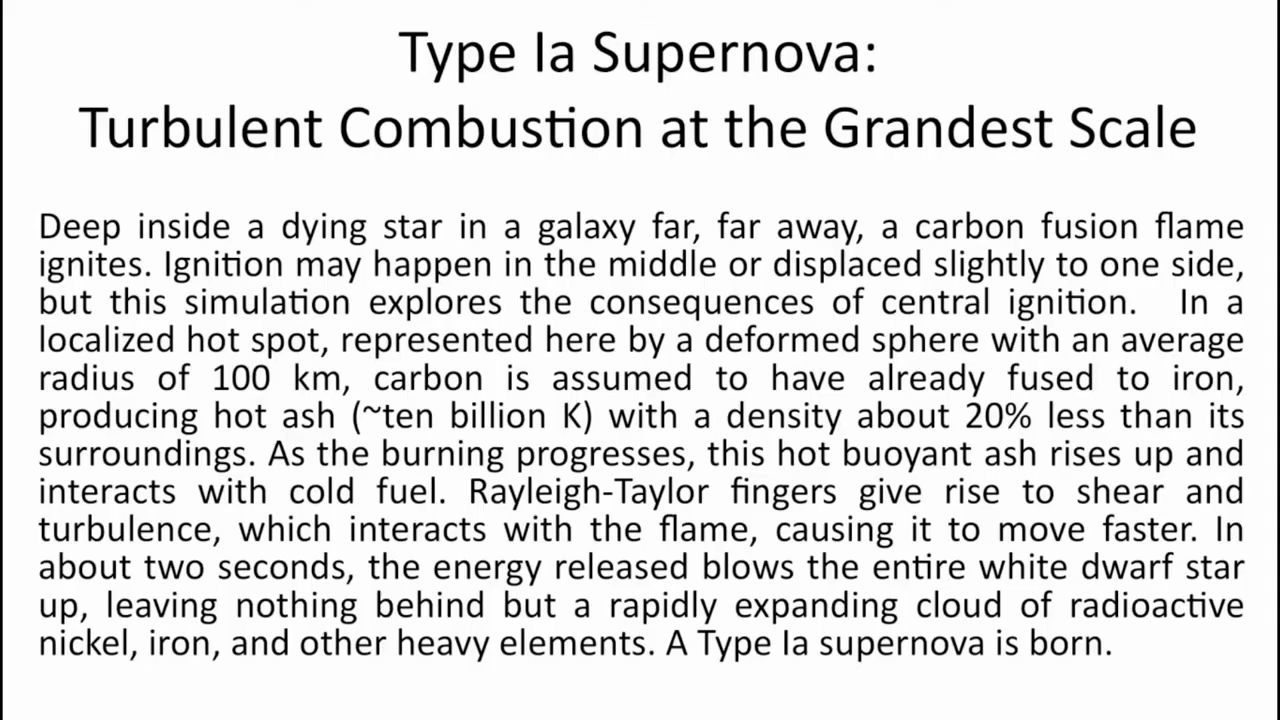 Type Ia Supernova:
Turbulent Combustion at the Grandest Scale
Deep inside a dying star in a galaxy far, far away, a carbon fusion flame
ignites. Ignition may happen in the middle or displaced slightly to one side,
but this simulation explores the consequences of central ignition. In a
localized hot spot, represented here by a deformed sphere with an average
radius of 100 km, carbon is assumed to have already fused to iron,
producing hot ash (~ten billion K) with a density about 20% less than its
surroundings. As the burning progresses, this hot buoyant ash rises up and
interacts with cold fuel. Rayleigh-Taylor fingers give rise to shear and
turbulence, which interacts with the flame, causing it to move faster. In
about two seconds, the energy released blows the entire white dwarf star
up, leaving nothing behind but a rapidly expanding cloud of radioactive
nickel, iron, and other heavy elements. A Type Ia supernova is born.